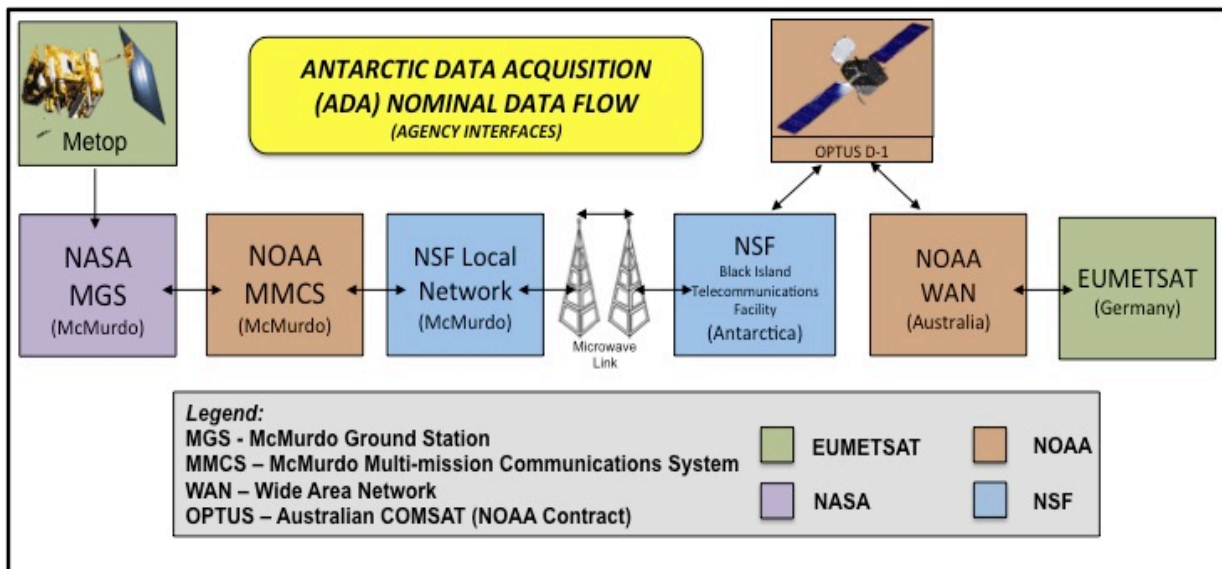 ANTARCTIC DATA ACQUISITION
(ADA) NOMINAL DATA FLOW
(AGENCY INTERFACES)
Metop
OPTUS D-1
NASA
MGS
(McMurdo)
NOAA
MMCS
(McMurdo)
NSF Local
Network
(McMurdo)
Microwave
Link
NSF
Black Island
Telecommunications
Facility
(Antarctica)
NOAA
WAN
(Australia)
EUMETSAT
(Germany)
Legend:
MGS - McMurdo Ground Station
MMCS – McMurdo Multi-mission Communications System
WAN – Wide Area Network
OPTUS – Australian COMSAT (NOAA Contract)
EUMETSAT
NOAA
NASA
NSF